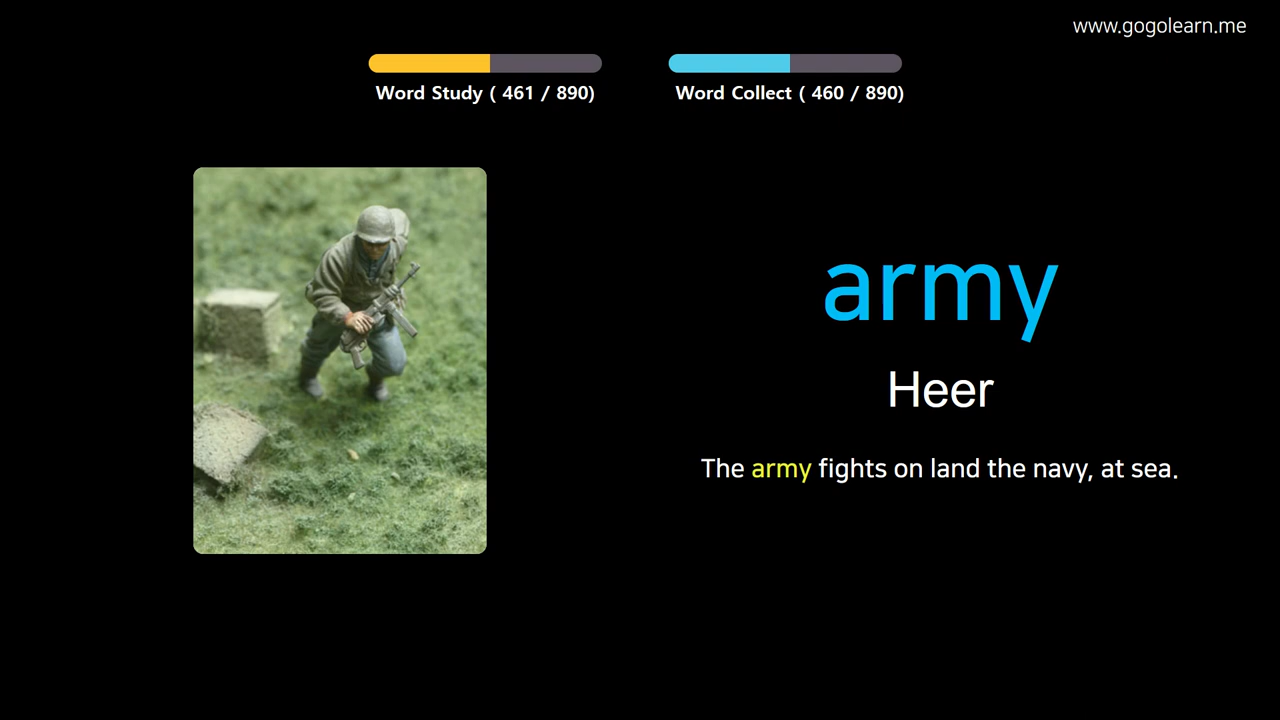 www.gogolearn.me
Word Study ( 461 / 890)
Word Collect ( 460 / 890)
army
Heer
The army fights on land the navy, at sea.